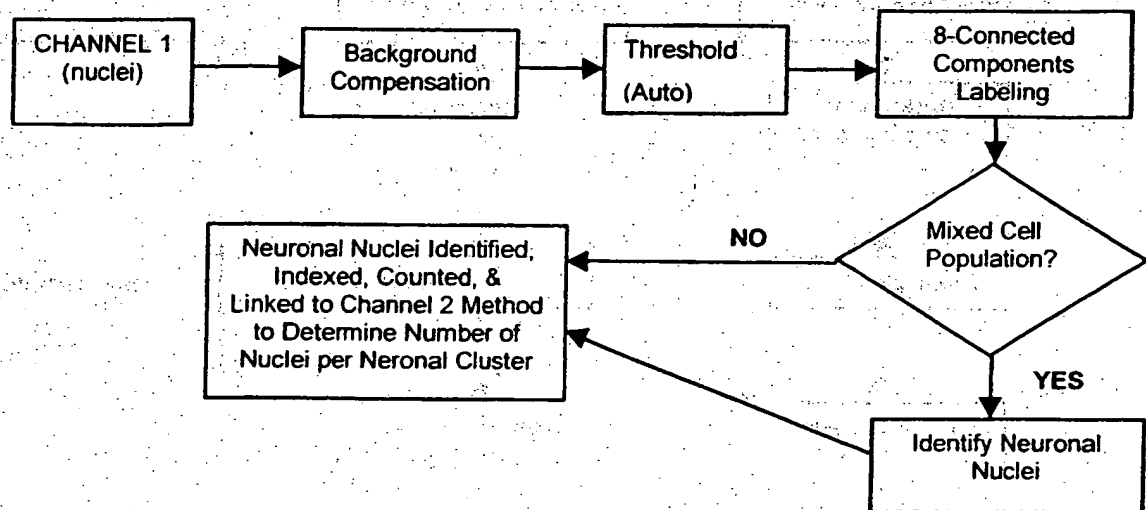 CHANNEL 1
(nuclei)
Background
Compensation
Threshold
(Auto)
8-Connected
Components
Labeling
Mixed Cell
Population?
NO
YES
Neuronal Nuclei Identified,
Indexed, Counted, &
Linked to Channel 2 Method
to Determine Number of
Nuclei per Neronal Cluster
Identify Neuronal
Nuclei